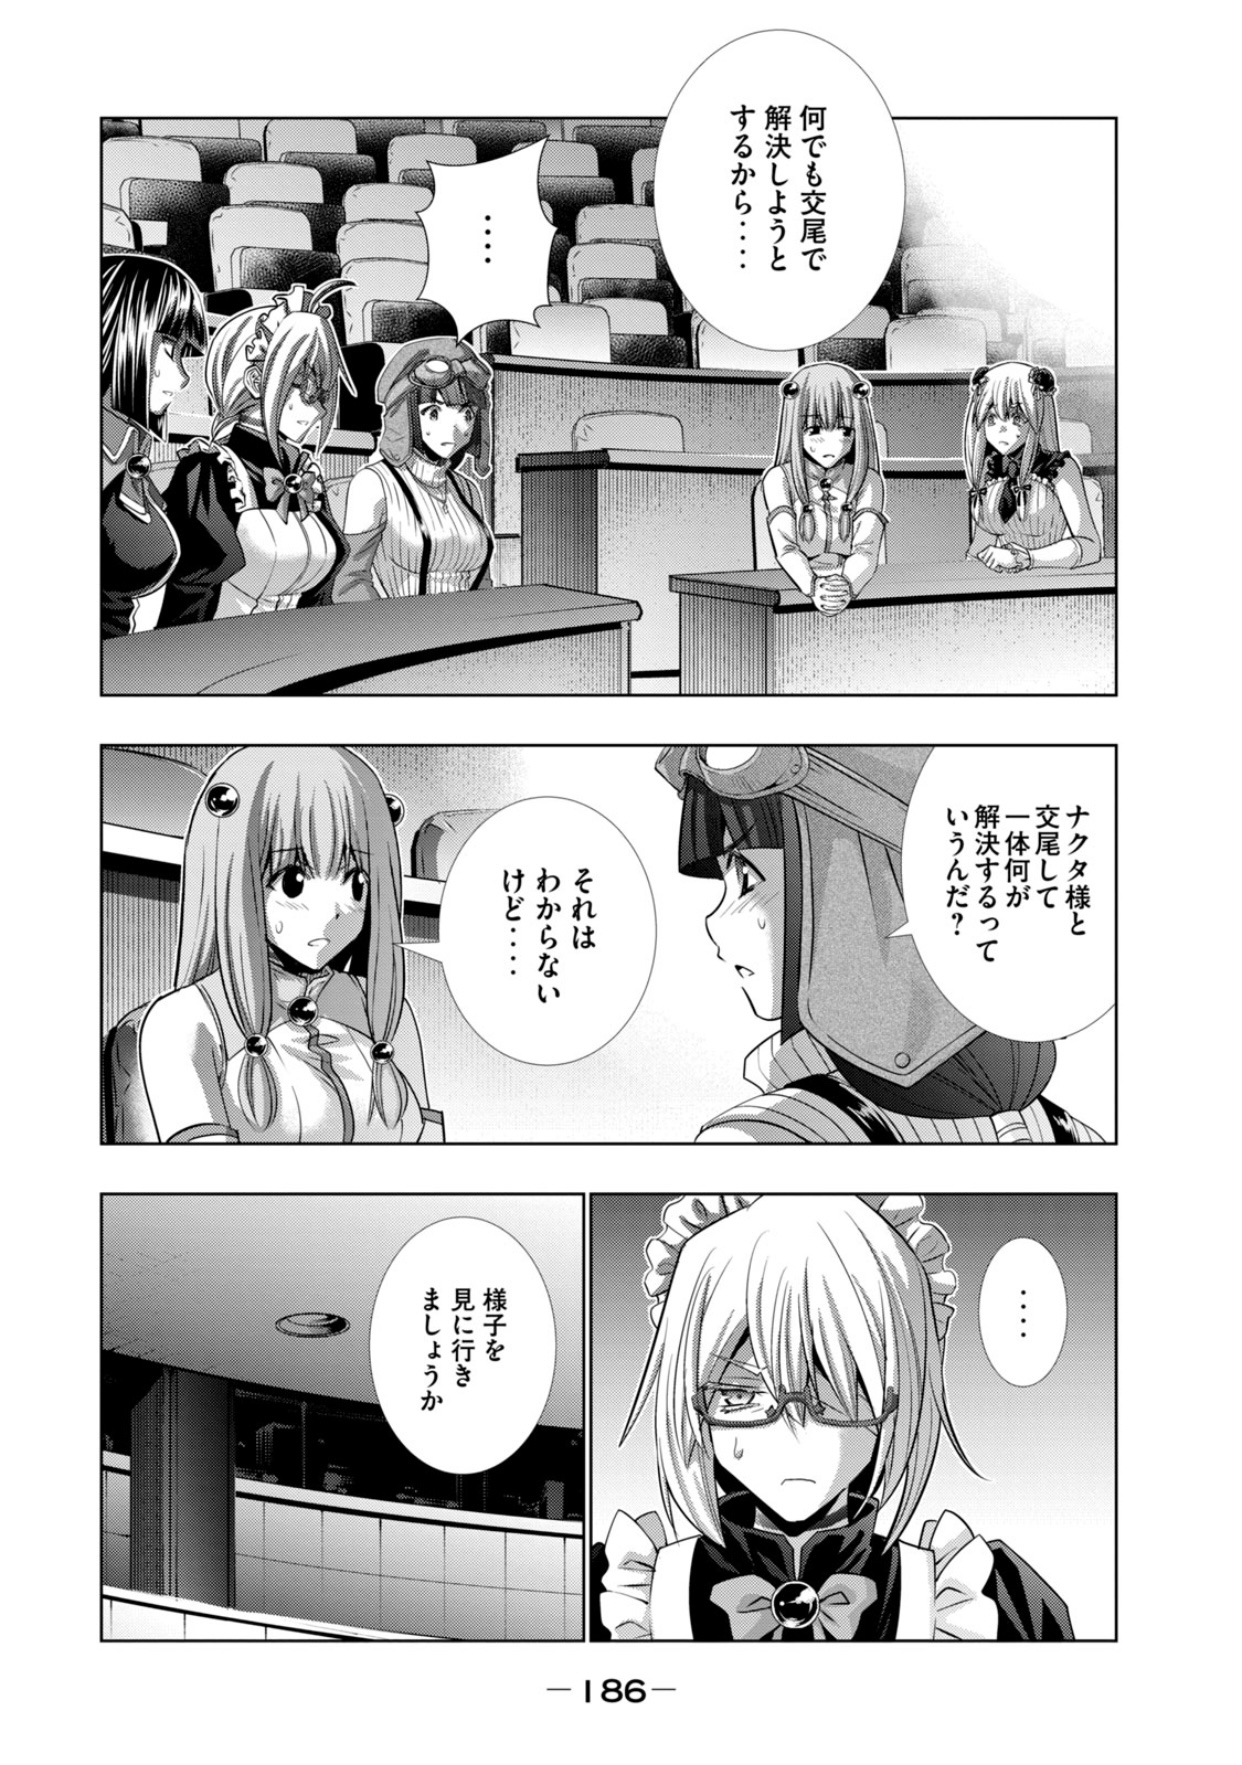 何でも交尾で
解決しようと
するから‥‥
‥‥
ナクタ様と
交尾して
一体何が
解決するって
いうんだ？
それは
わからない
けど‥‥
‥‥
様子を
見に行き
ましょうか
―186―